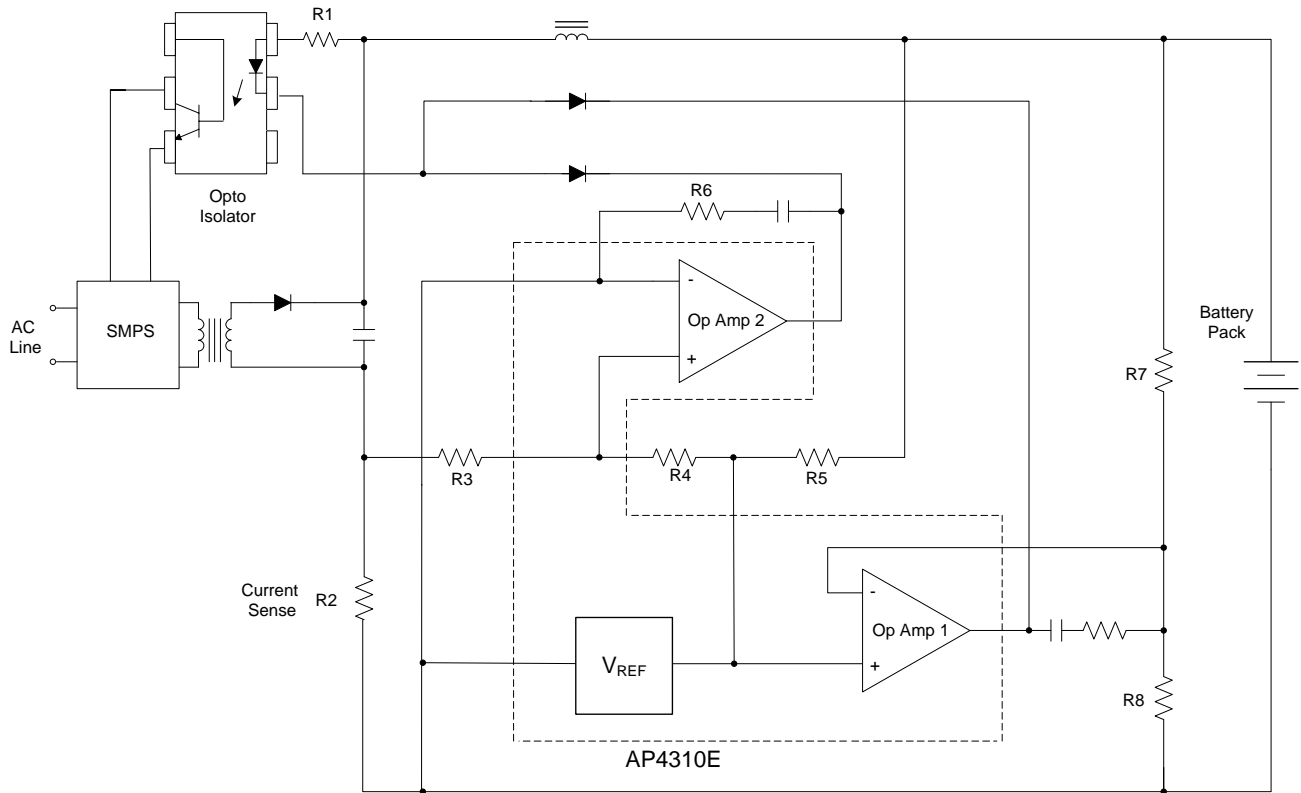 R1
Opto
Isolator
R6
AC
Line
SMPS
-
Op Amp 2
+
Battery
Pack
R7
R3
R4
R5
Current
Sense
R2
-
Op Amp 1
+
VREF
R8
AP4310E